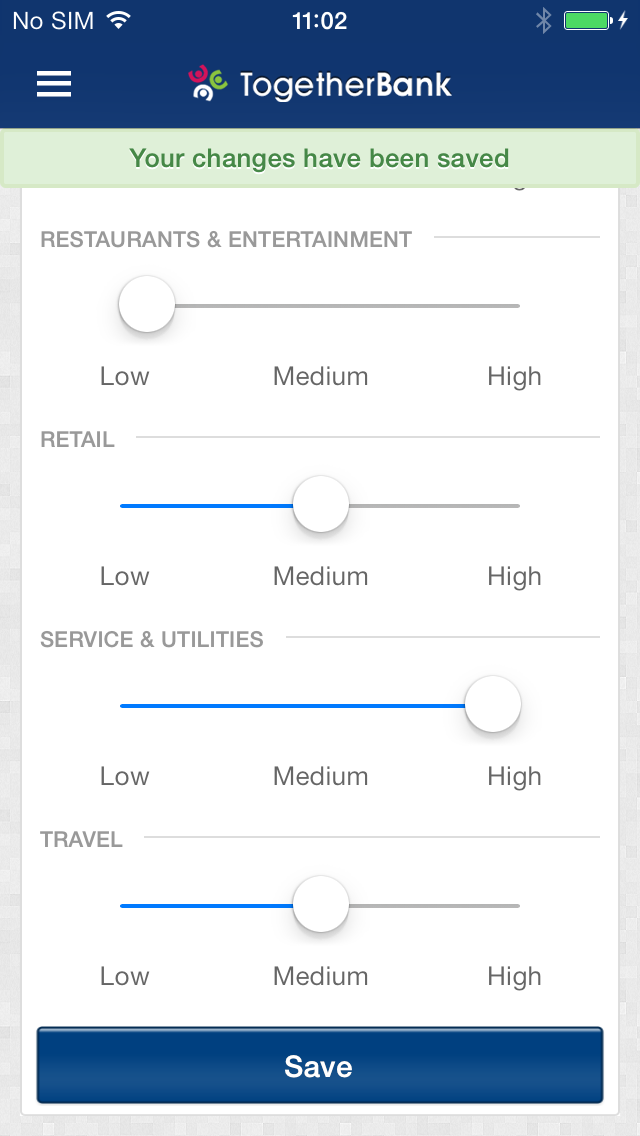 No SIM 11:02
TogetherBank
Your changes have been saved
RESTAURANTS & ENTERTAINMENT
Low Medium High
RETAIL
Low Medium High
SERVICE & UTILITIES
Low Medium High
TRAVEL
Low Medium High
Save